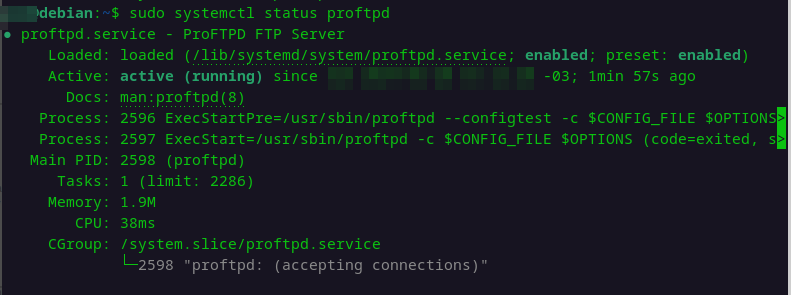 @debian:~$ sudo systemctl status proftpd
● proftpd.service - ProFTPD FTP Server
Loaded: loaded (/lib/systemd/system/proftpd.service; enabled; preset: enabled)
Active: active (running) since -03; 1min 57s ago
Docs: man:proftpd(8)
Process: 2596 ExecStartPre=/usr/sbin/proftpd --configtest -c $CONFIG_FILE $OPTIONS>
Process: 2597 ExecStart=/usr/sbin/proftpd -c $CONFIG_FILE $OPTIONS (code=exited, s>
Main PID: 2598 (proftpd)
Tasks: 1 (limit: 2286)
Memory: 1.9M
CPU: 38ms
CGroup: /system.slice/proftpd.service
└─2598 "proftpd: (accepting connections)"